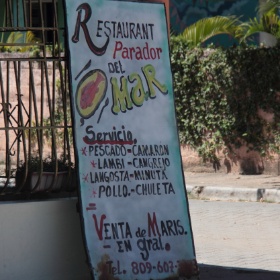 RESTAURANT
Parador
DEL
MAR
Servicio.
PESCADO-CAMARON
LAMBI-CANGREJO
LANGOSTA-MINUTA
POLLO-CHULETA
VENTA de MARIS.
EN gral.
Tel. 809-607-